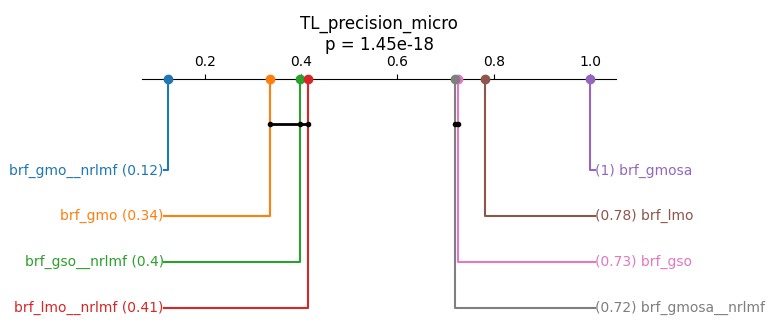 TL_precision_micro
p = 1.45e-18
0.2 0.4 0.6 0.8 1.0
brf_gmo__nrlmf (0.12) (1) brf_gmosa
brf_gmo (0.34) (0.78) brf_lmo
brf_gso__nrlmf (0.4) (0.73) brf_gso
brf_lmo__nrlmf (0.41) (0.72) brf_gmosa__nrlmf